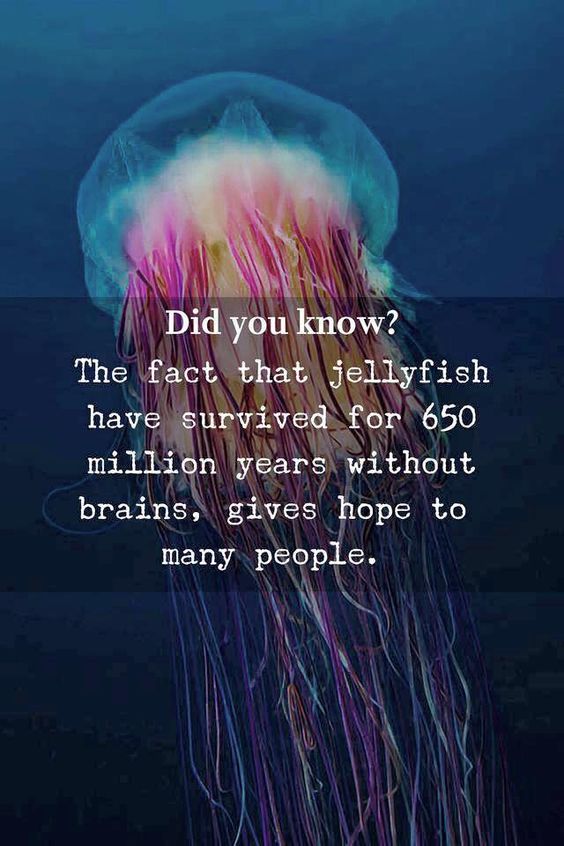 Did you know?
The fact that jellyfish
have survived for 650
million years without
brains, gives hope to
many people.